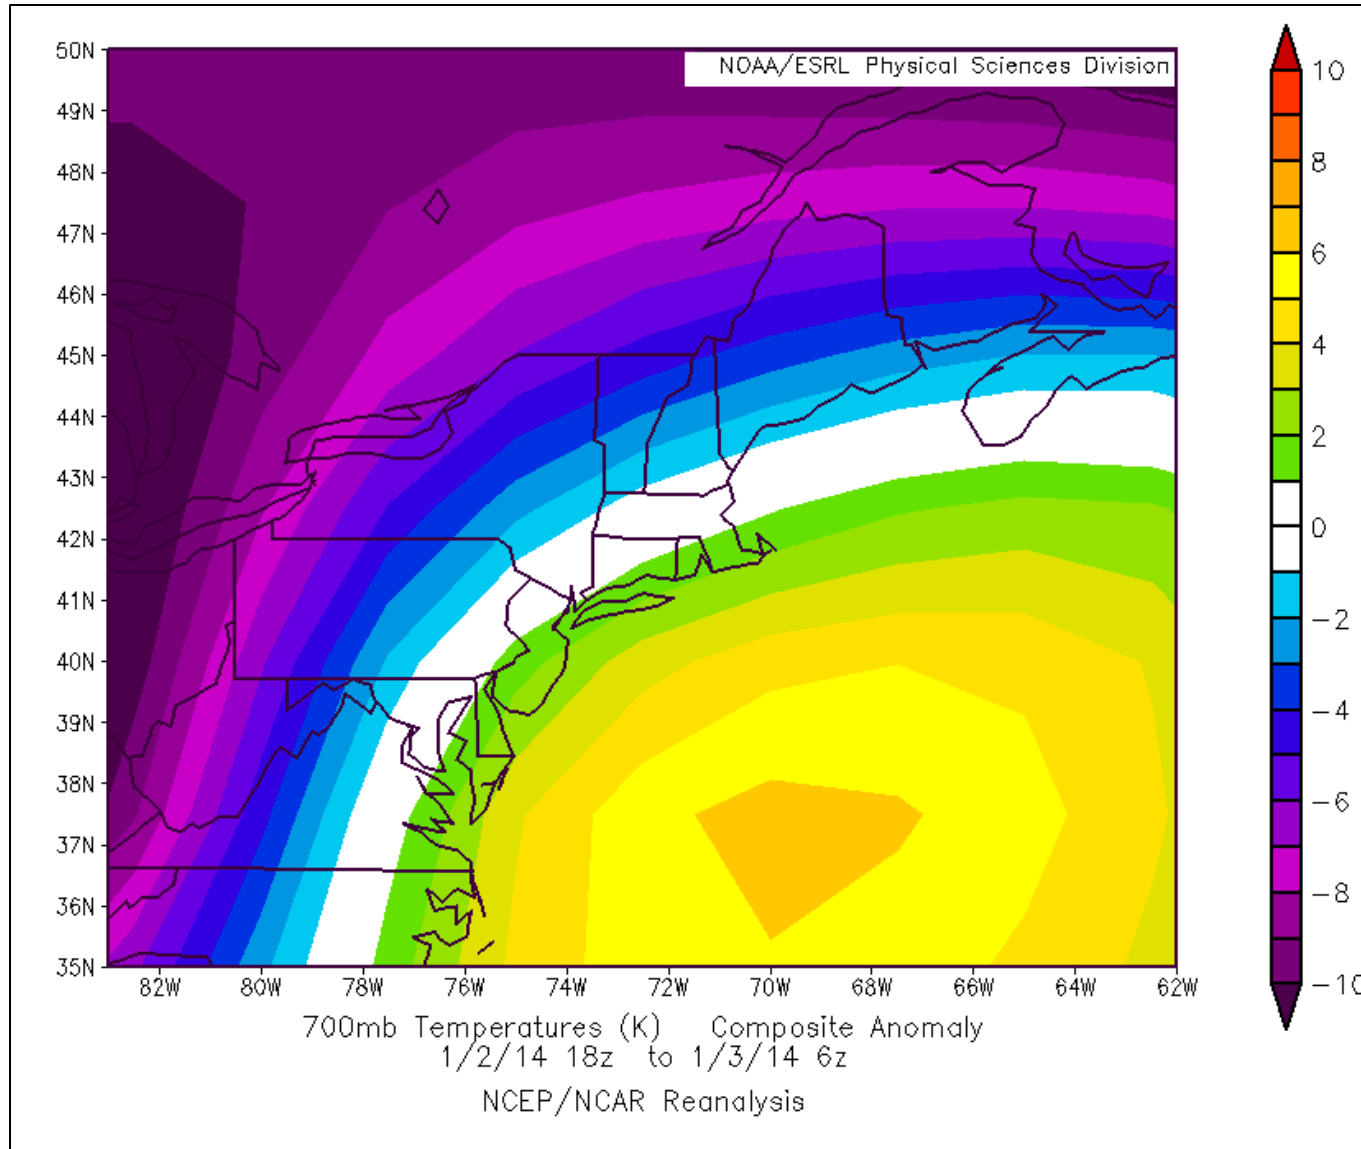 NOAA/ESRL Physical Sciences Division
50N
49N
48N
47N
46N
45N
44N
43N
42N
41N
40N
39N
38N
37N
36N
35N
82W 80W 78W 76W 74W 72W 70W 68W 66W 64W 62W
10
8
6
4
2
0
-2
-4
-6
-8
-10
700mb Temperatures (K) Composite Anomaly
1/2/14 18z to 1/3/14 6z
NCEP/NCAR Reanalysis